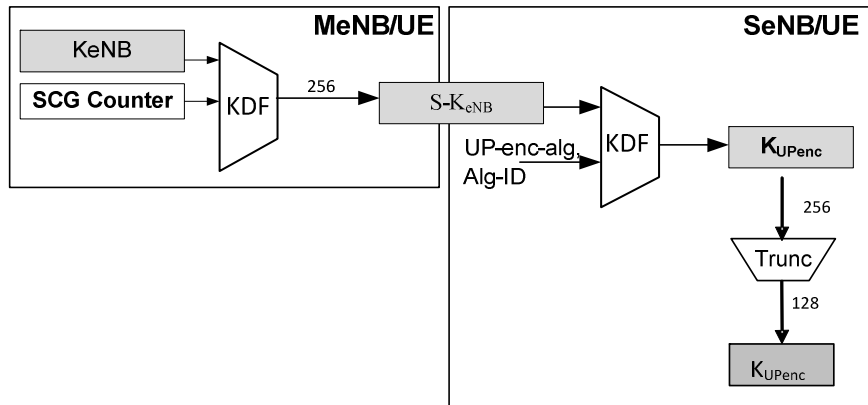 MeNB/UE
KeNB
SCG Counter
KDF
256
S-KeNB
SeNB/UE
UP-enc-alg,
Alg-ID
KDF
KUPenc
256
Trunc
128
KUPenc